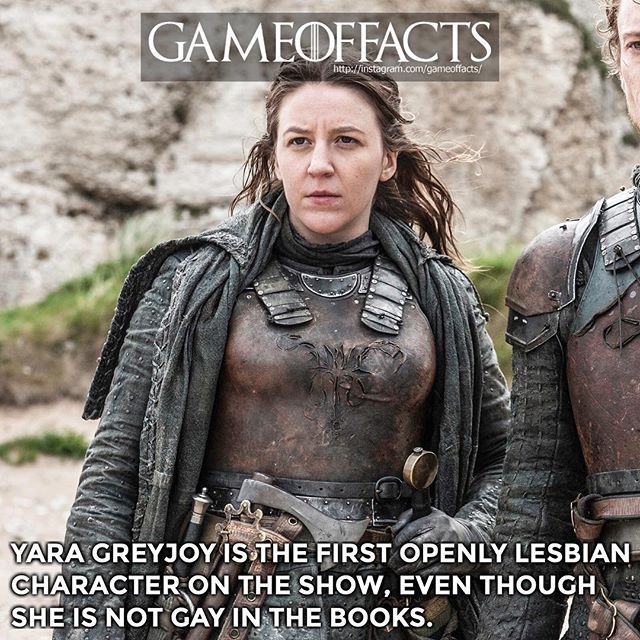 GAMEOFFACTS
http://instagram.com/gameoffacts/
YARA GREYJOY IS THE FIRST OPENLY LESBIAN
CHARACTER ON THE SHOW, EVEN THOUGH
SHE IS NOT GAY IN THE BOOKS.